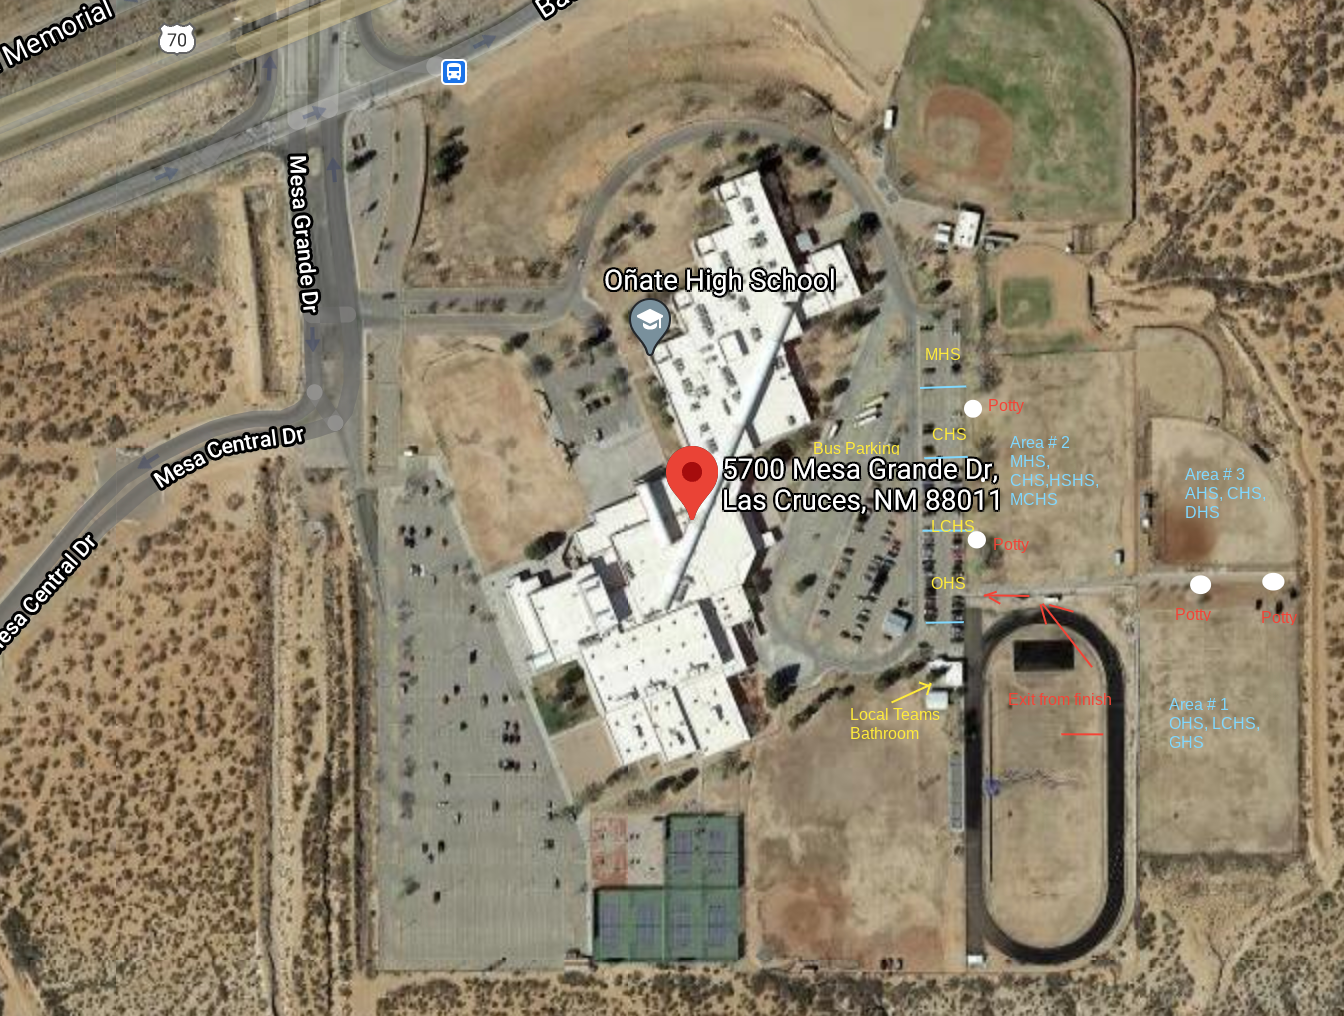 Memorial
70
Ba
Mesa Grande Dr
Oñate High School
MHS
Potty
CHS
Bus Parking
Area # 2
MHS,
CHS,HSHS,
MCHS
Mesa Central Dr
5700 Mesa Grande Dr,
Las Cruces, NM 88011
Area # 3
AHS, CHS,
DHS
LCHS
Potty
Mesa Central Dr
OHS
Potty
Potty
Exit from finish
Local Teams
Bathroom
Area # 1
OHS, LCHS,
GHS